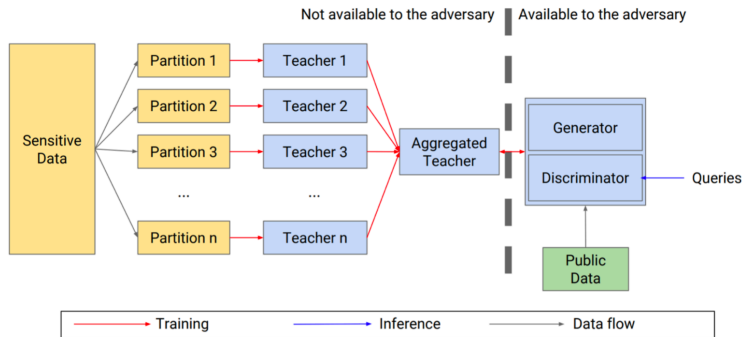 Not available to the adversary
Available to the adversary
Sensitive
Data
Partition 1
Teacher 1
Partition 2
Teacher 2
Partition 3
Teacher 3
...
...
Partition n
Teacher n
Aggregated
Teacher
Generator
Discriminator
Queries
Public
Data
Training
Inference
Data flow